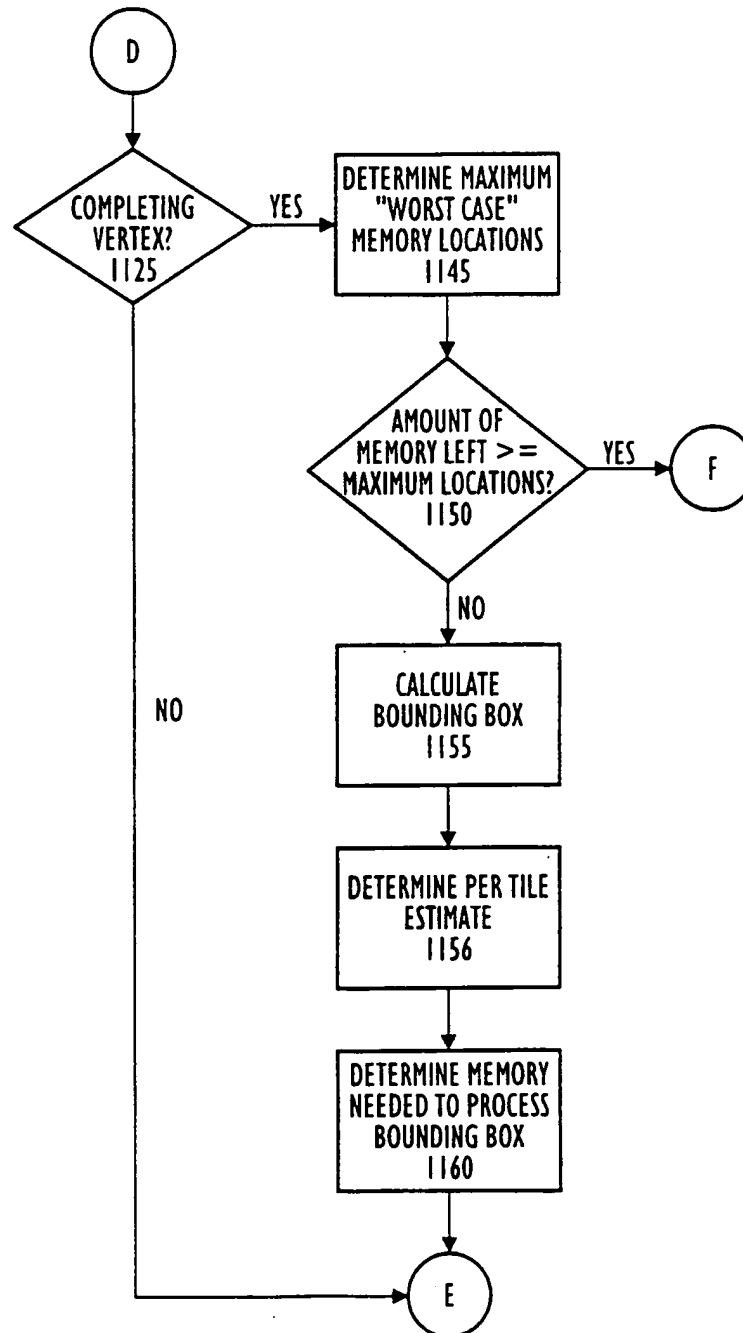 D
COMPLETING
VERTEX?
1125
YES
DETERMINE MAXIMUM
"WORST CASE"
MEMORY LOCATIONS
1145
AMOUNT OF
MEMORY LEFT >=
MAXIMUM LOCATIONS?
1150
YES
F
NO
CALCULATE
BOUNDING BOX
1155
NO
DETERMINE PER TILE
ESTIMATE
1156
DETERMINE MEMORY
NEEDED TO PROCESS
BOUNDING BOX
1160
E